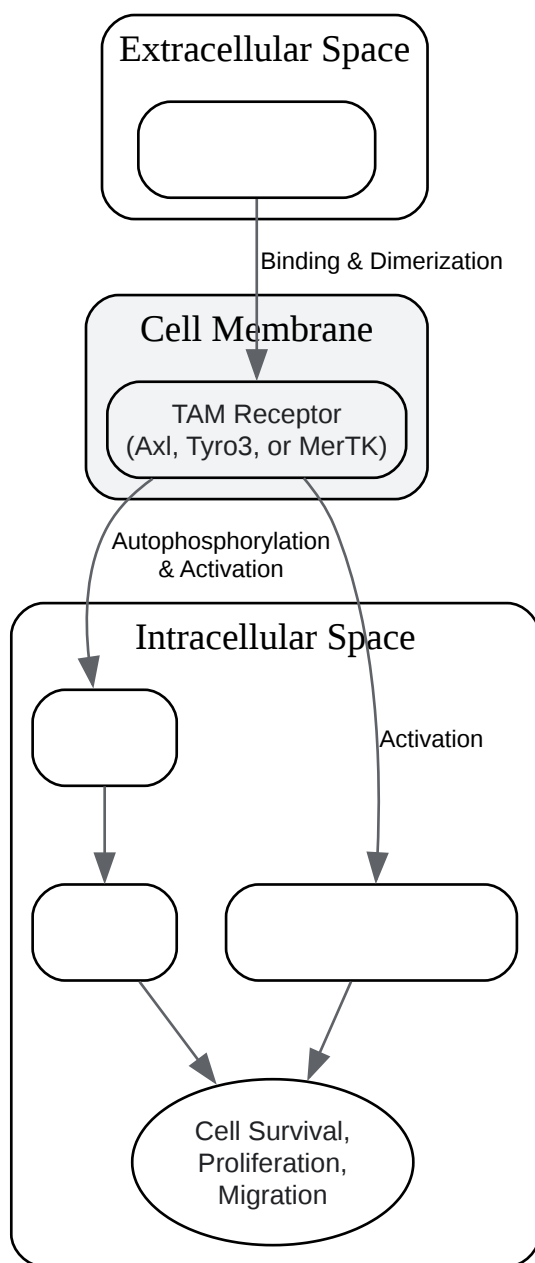 Extracellular Space
Binding & Dimerization
Cell Membrane
TAM Receptor
(Axl, Tyro3, or MerTK)
Autophosphorylation
& Activation
Intracellular Space
Activation
Cell Survival,
Proliferation,
Migration